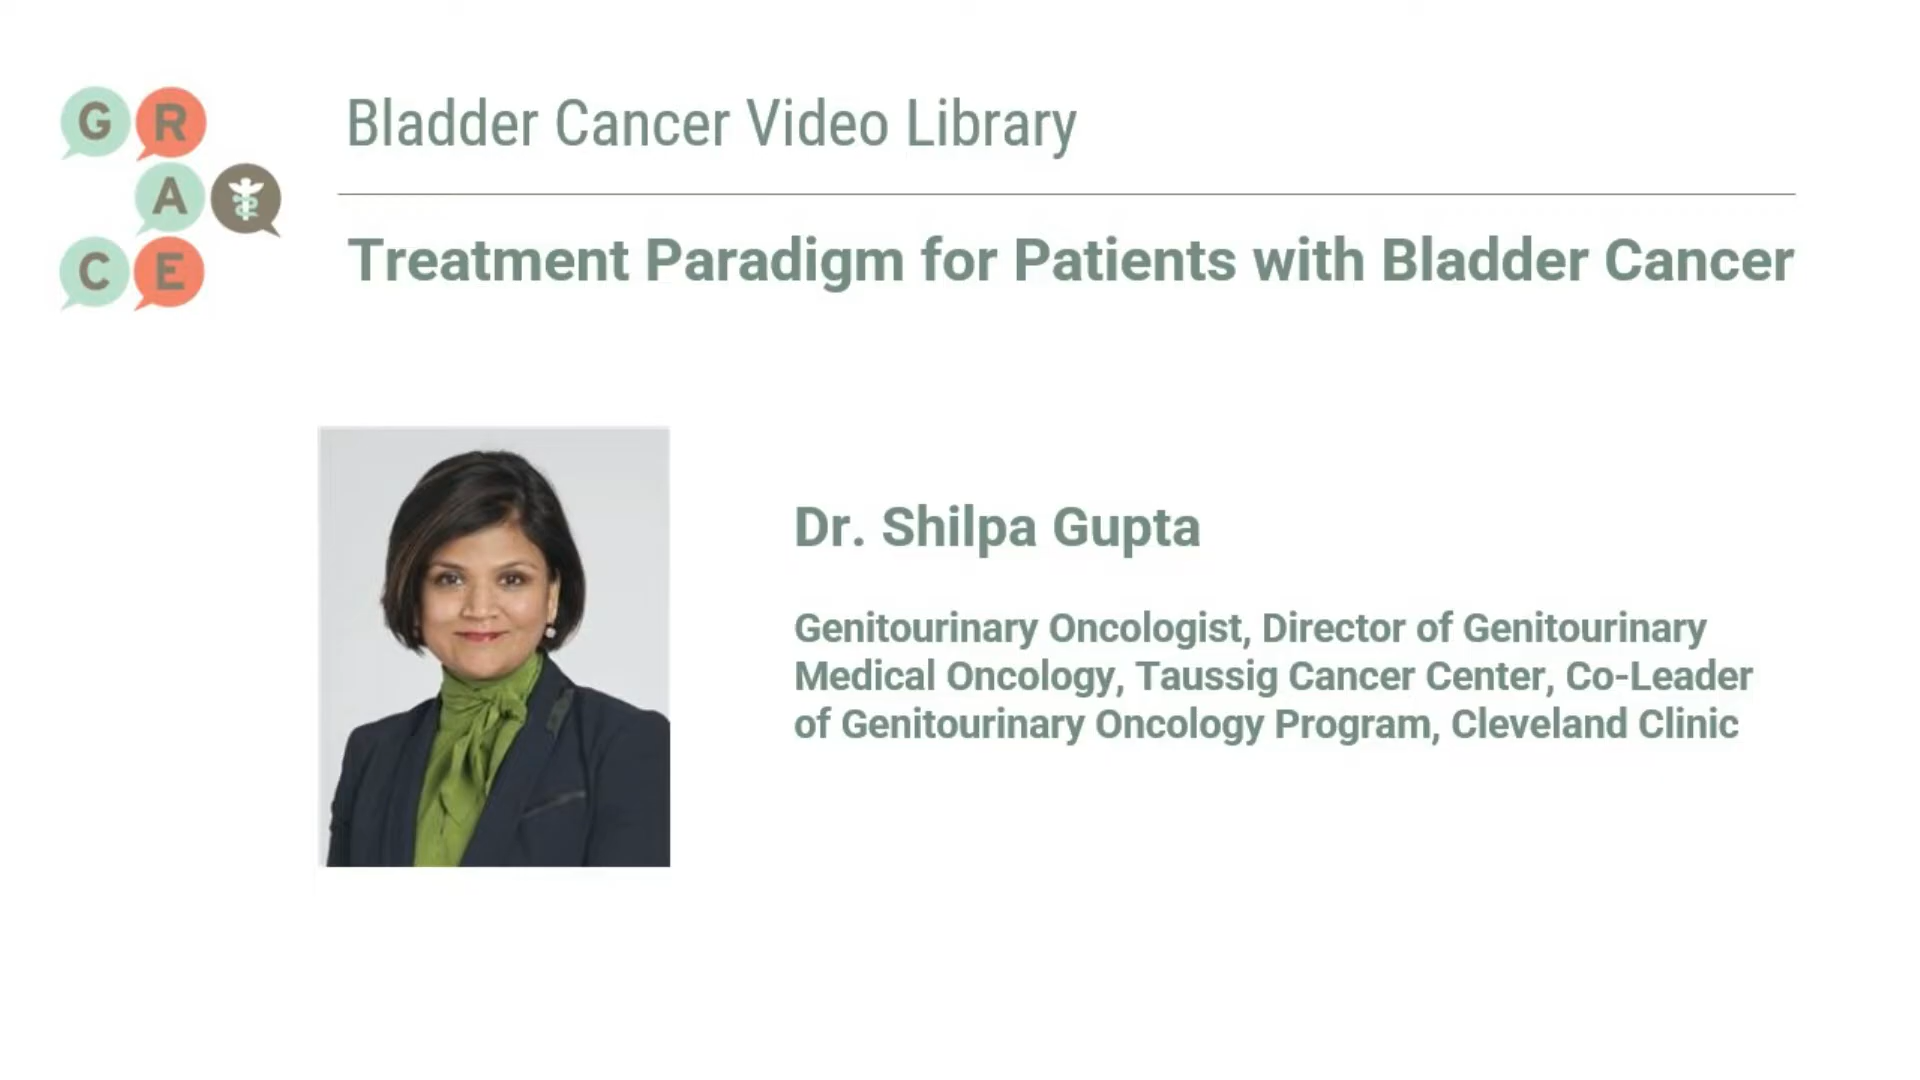 G R
A
C E
Bladder Cancer Video Library
Treatment Paradigm for Patients with Bladder Cancer
Dr. Shilpa Gupta
Genitourinary Oncologist, Director of Genitourinary
Medical Oncology, Taussig Cancer Center, Co-Leader
of Genitourinary Oncology Program, Cleveland Clinic